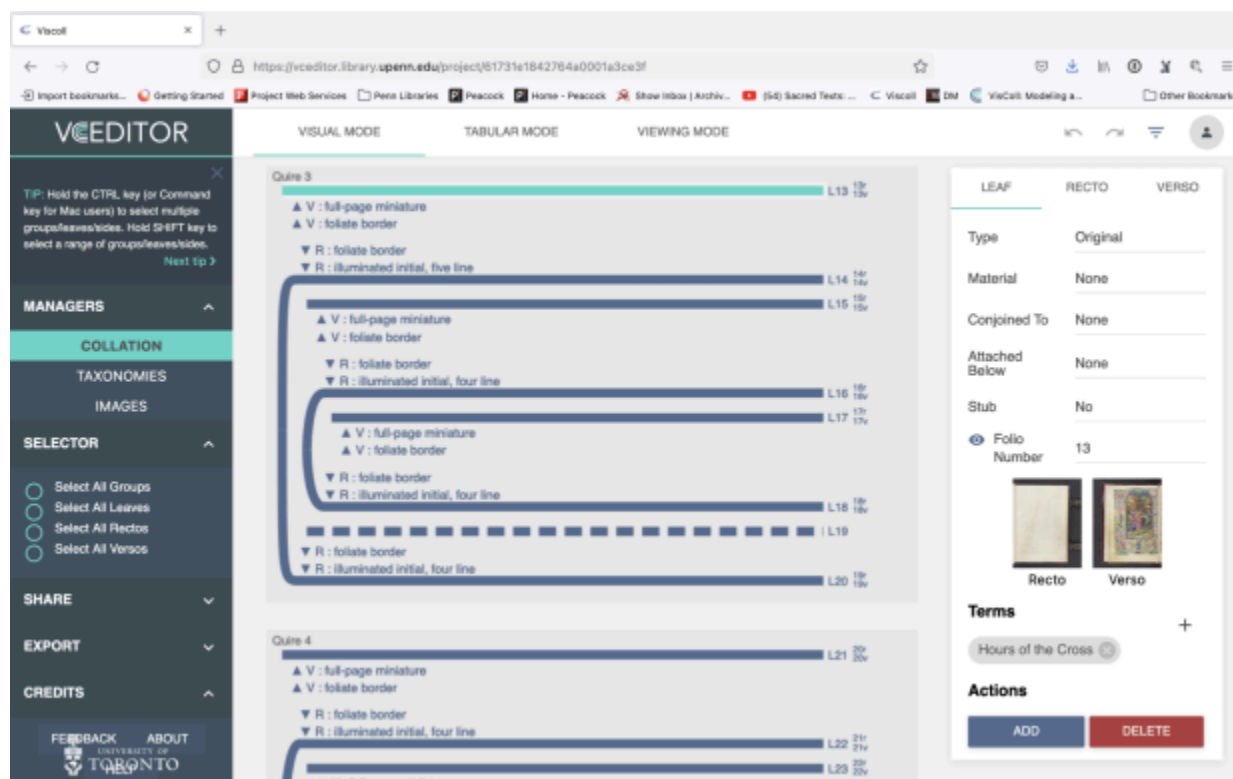 Viscoll × +
https://vceditor.library.upenn.edu/project/61731e1842764a0001a3ce3f
Import bookmarks... Getting Started Project Web Services Penn Libraries Peacock Home - Peacock Show Inbox | Archiv... (54) Sacred Texts: ... Viscoll DM VisColl: Modeling a... Other Bookmark
VCEDITOR
VISUAL MODE TABULAR MODE VIEWING MODE
TIP: Hold the CTRL key (or Command
key for Mac users) to select multiple
groups/leaves/sides. Hold SHIFT key to
select a range of groups/leaves/sides.
Next tip >
MANAGERS
COLLATION
TAXONOMIES
IMAGES
SELECTOR
Select All Groups
Select All Leaves
Select All Rectos
Select All Versos
SHARE
EXPORT
CREDITS
FEEDBACK ABOUT
UNIVERSITY OF
TORONTO
HELP
Quire 3
L13 13r 13v
▲ V : full-page miniature
▲ V : foliate border
▼ R : foliate border
▼ R : illuminated initial, five line
L14 14r 14v
L15 15r 15v
▲ V : full-page miniature
▲ V : foliate border
▼ R : foliate border
▼ R : illuminated initial, four line
L16 16r 16v
L17 17r 17v
▲ V : full-page miniature
▲ V : foliate border
▼ R : foliate border
▼ R : illuminated initial, four line
L18 18r 18v
L19
▼ R : foliate border
▼ R : illuminated initial, four line
L20 19r 19v
Quire 4
L21 20r 20v
▲ V : full-page miniature
▲ V : foliate border
▼ R : foliate border
▼ R : illuminated initial, four line
L22 21r 21v
L23 22r 22v
LEAF RECTO VERSO
Type Original
Material None
Conjoined To None
Attached
Below None
Stub No
Folio
Number 13
Recto Verso
Terms +
Hours of the Cross
Actions
ADD DELETE